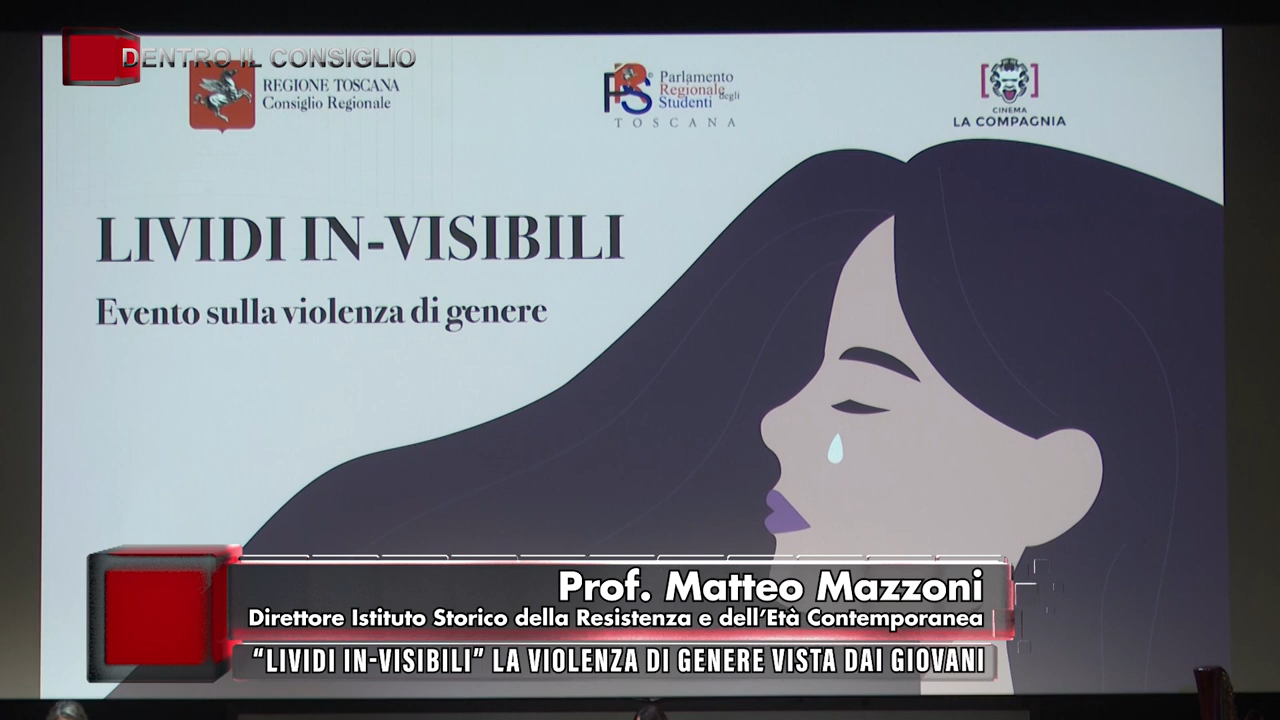 DENTRO IL CONSIGLIO
REGIONE TOSCANA
Consiglio Regionale
PRS
Parlamento
Regionale degli
Studenti
TOSCANA
CINEMA
LA COMPAGNIA
LIVIDI IN-VISIBILI
Evento sulla violenza di genere
Prof. Matteo Mazzoni
Direttore Istituto Storico della Resistenza e dell'Età Contemporanea
“LIVIDI IN-VISIBILI” LA VIOLENZA DI GENERE VISTA DAI GIOVANI